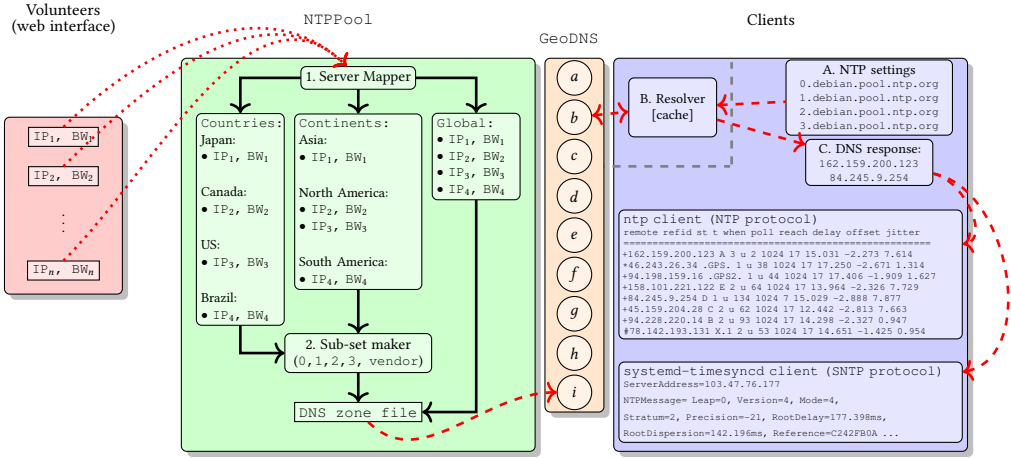 Volunteers
(web interface)
IP1, BW1
IP2, BW2
⋮
IPn, BWn
NTPPool
1. Server Mapper
Countries:
Japan:
• IP1, BW1
Canada:
• IP2, BW2
US:
• IP3, BW3
Brazil:
• IP4, BW4
Continents:
Asia:
• IP1, BW1
North America:
• IP2, BW2
• IP3, BW3
South America:
• IP4, BW4
Global:
• IP1, BW1
• IP2, BW2
• IP3, BW3
• IP4, BW4
2. Sub-set maker
(0,1,2,3, vendor)
DNS zone file
GeoDNS
a
b
c
d
e
f
g
h
i
Clients
B. Resolver
[cache]
A. NTP settings
0.debian.pool.ntp.org
1.debian.pool.ntp.org
2.debian.pool.ntp.org
3.debian.pool.ntp.org
C. DNS response:
162.159.200.123
84.245.9.254
ntp client (NTP protocol)
remote refid st t when poll reach delay offset jitter
======================================================
+162.159.200.123 A 3 u 2 1024 17 15.031 -2.273 7.614
*46.243.26.34 .GPS. 1 u 38 1024 17 17.250 -2.671 1.314
+94.198.159.16 .GPS2. 1 u 44 1024 17 17.406 -1.909 1.627
+158.101.221.122 E 2 u 64 1024 17 13.964 -2.326 7.729
+84.245.9.254 D 1 u 134 1024 7 15.029 -2.888 7.877
+45.159.204.28 C 2 u 62 1024 17 12.442 -2.813 7.663
+94.228.220.14 B 2 u 93 1024 17 14.298 -2.327 0.947
#78.142.193.131 X.1 2 u 53 1024 17 14.651 -1.425 0.954
systemd-timesyncd client (SNTP protocol)
ServerAddress=103.47.76.177
NTPMessage= Leap=0, Version=4, Mode=4,
Stratum=2, Precision=-21, RootDelay=177.398ms,
RootDispersion=142.196ms, Reference=C242FB0A ...